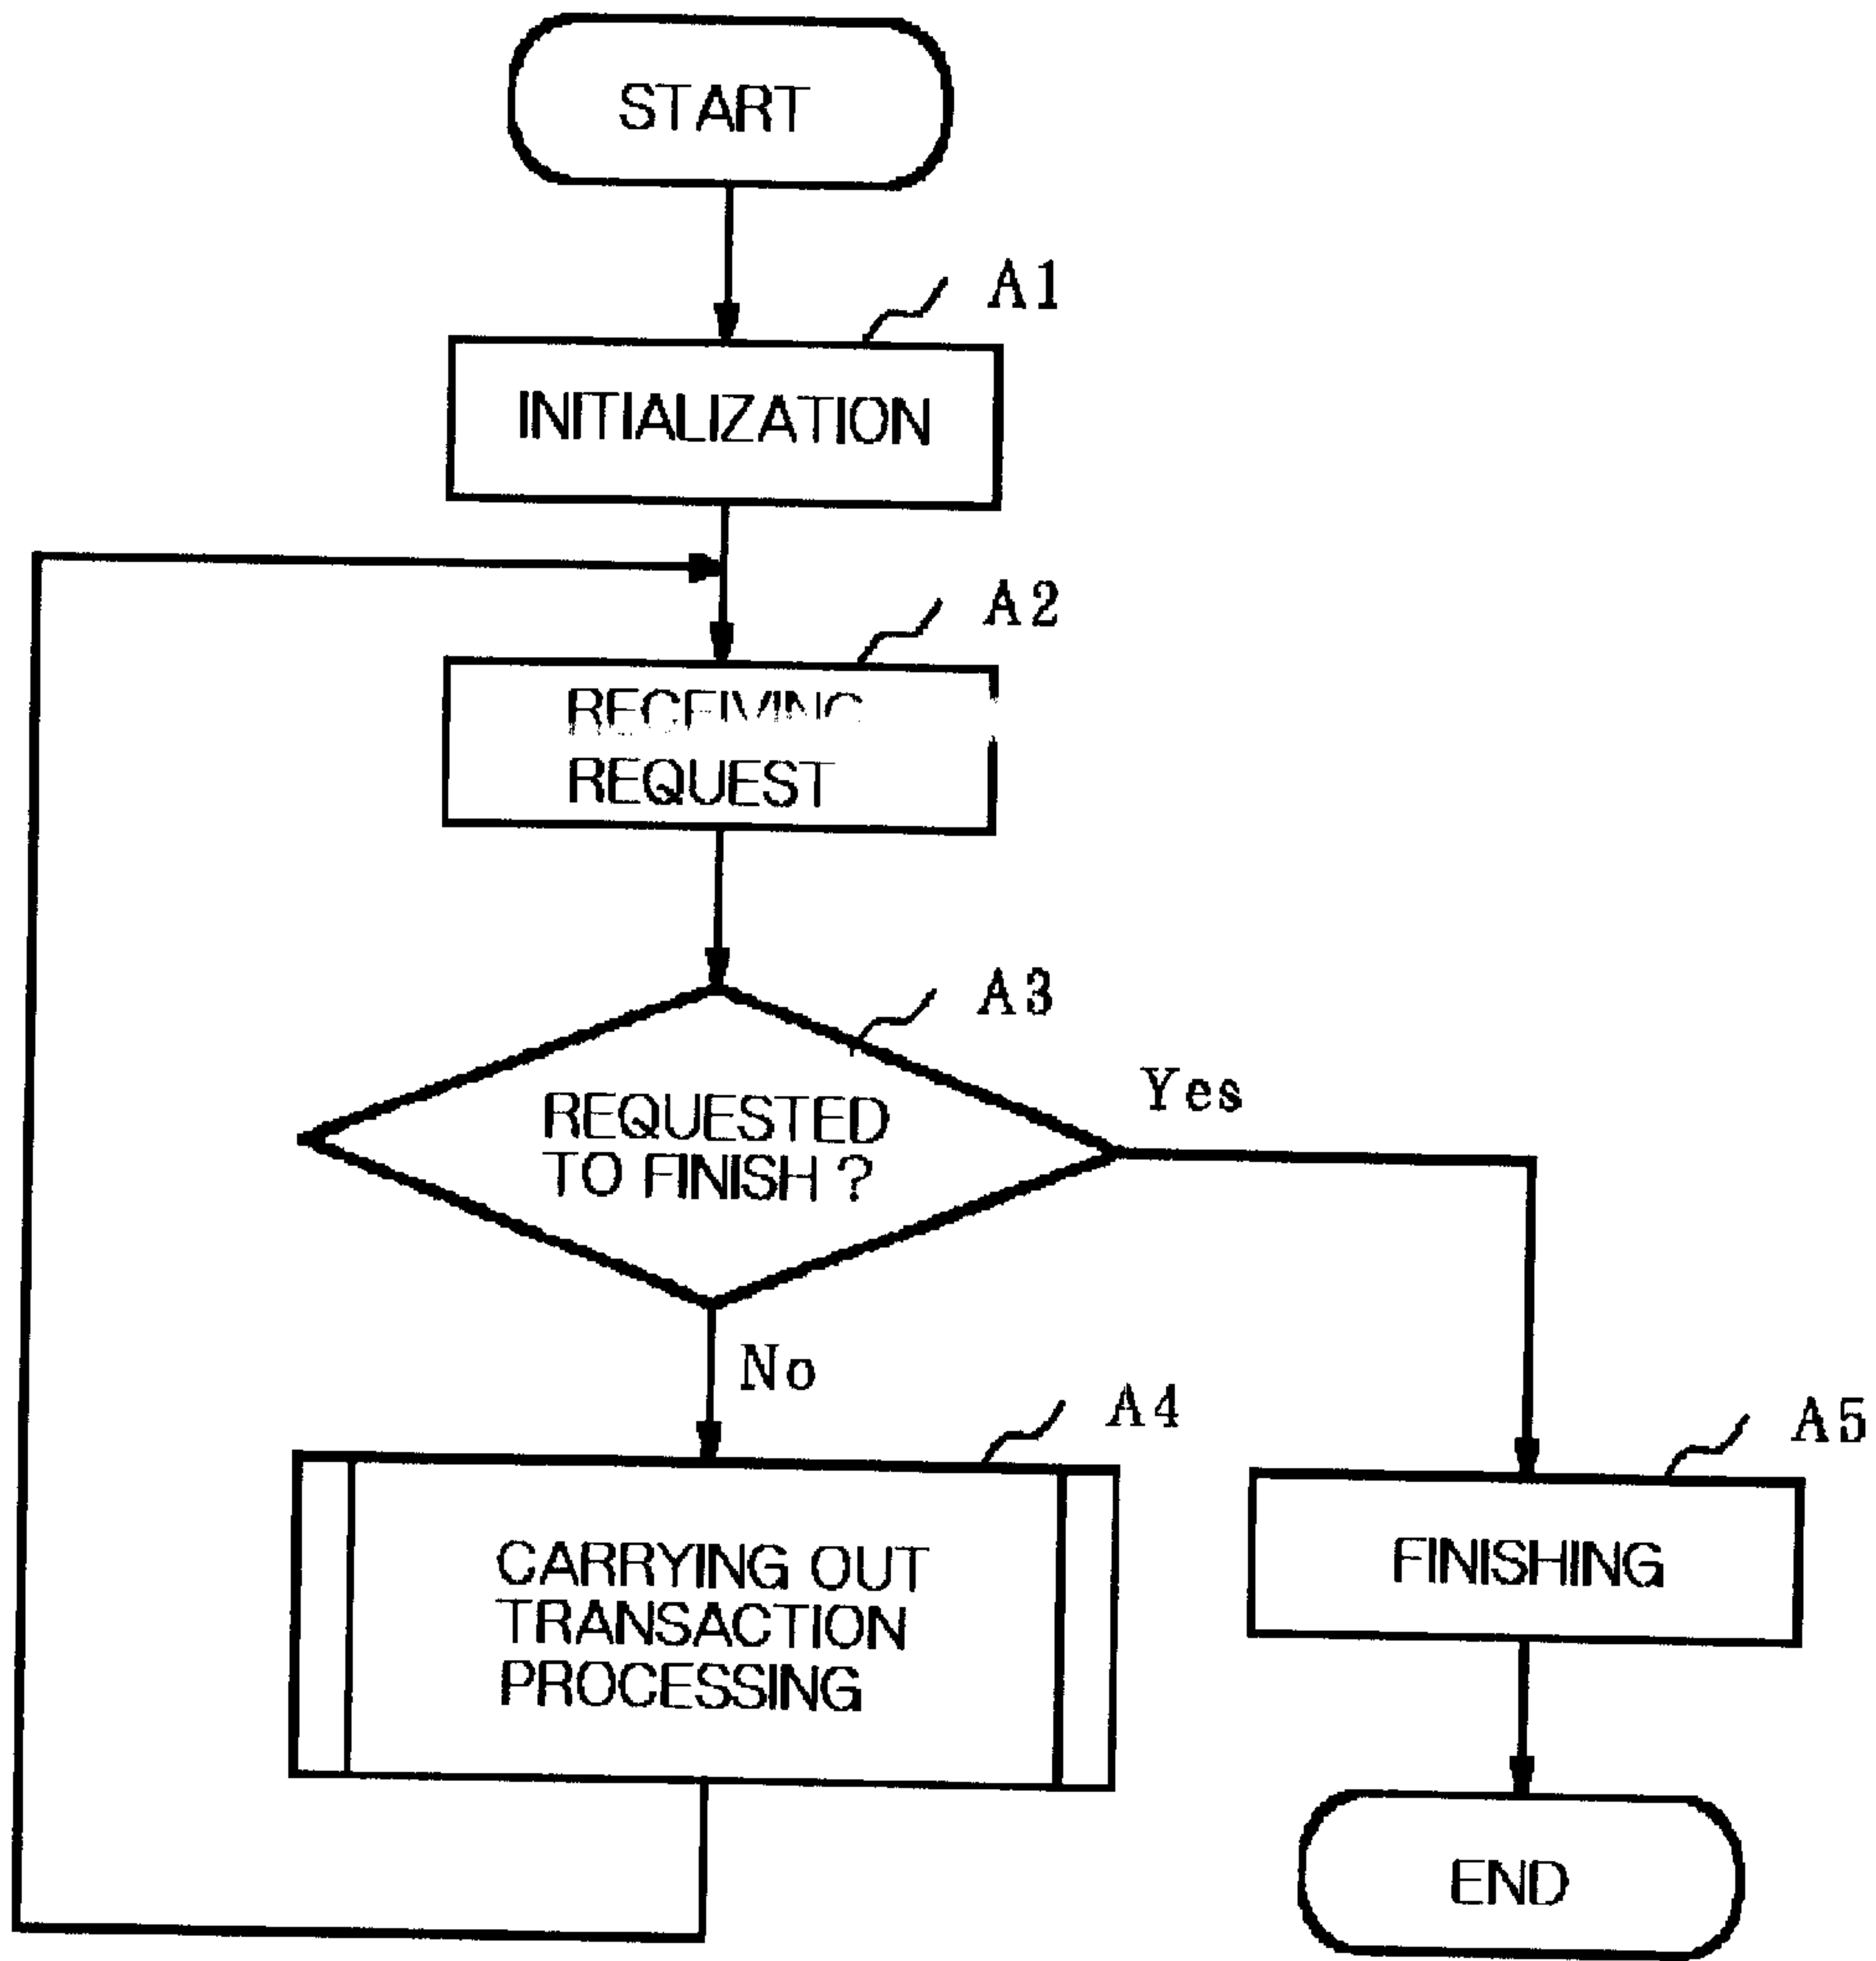 START
A1
INITIALIZATION
A2
RECEIVING
REQUEST
A3
REQUESTED
TO FINISH ?
Yes
No
A4
CARRYING OUT
TRANSACTION
PROCESSING
A5
FINISHING
END